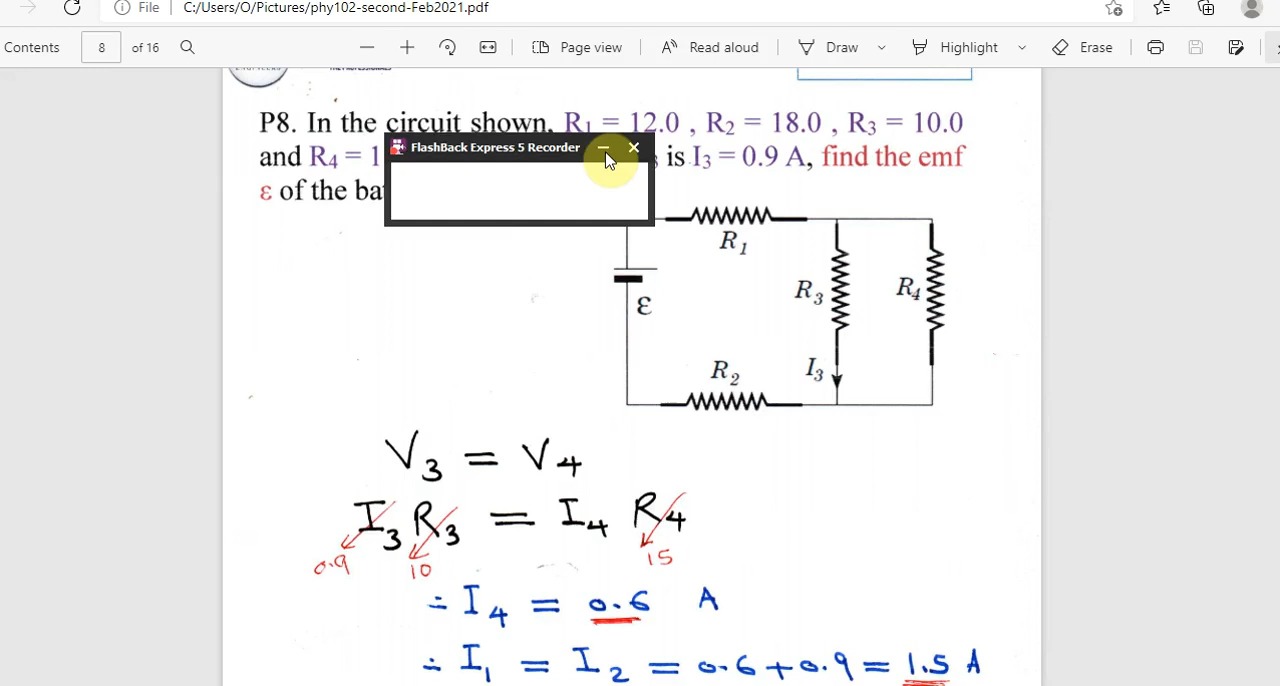 File C:/Users/O/Pictures/phy102-second-Feb2021.pdf
Contents 8 of 16 Page view Read aloud Draw Highlight Erase
P8. In the circuit shown, R1 = 12.0 , R2 = 18.0 , R3 = 10.0
FlashBack Express 5 Recorder
and R4 = 1 is I3 = 0.9 A, find the emf
ε of the ba
R1
R3
R4
ε
R2
I3
V3 = V4
I3 R3 = I4 R4
0.9 10 15
∴ I4 = 0.6 A
∴ I1 = I2 = 0.6 + 0.9 = 1.5 A